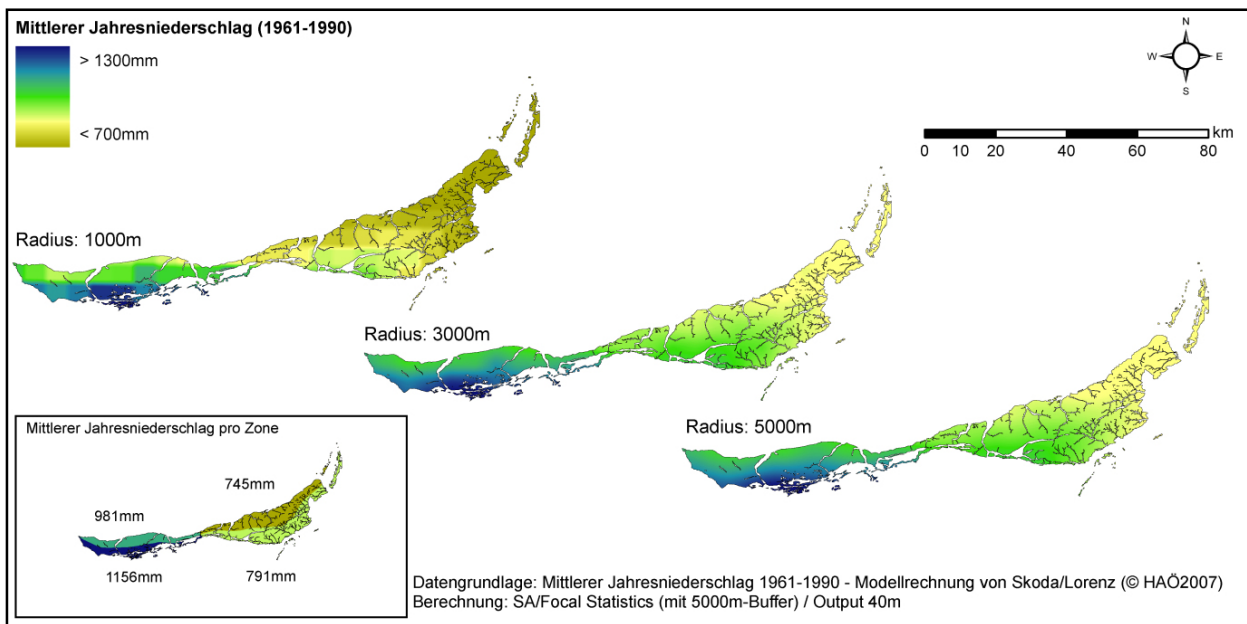 Mittlerer Jahresniederschlag (1961-1990)
> 1300mm
< 700mm
N
W
E
S
km
0 10 20 40 60 80
Radius: 1000m
Radius: 3000m
Radius: 5000m
Mittlerer Jahresniederschlag pro Zone
745mm
981mm
1156mm
791mm
Datengrundlage: Mittlerer Jahresniederschlag 1961-1990 - Modellrechnung von Skoda/Lorenz (© HAÖ2007)
Berechnung: SA/Focal Statistics (mit 5000m-Buffer) / Output 40m